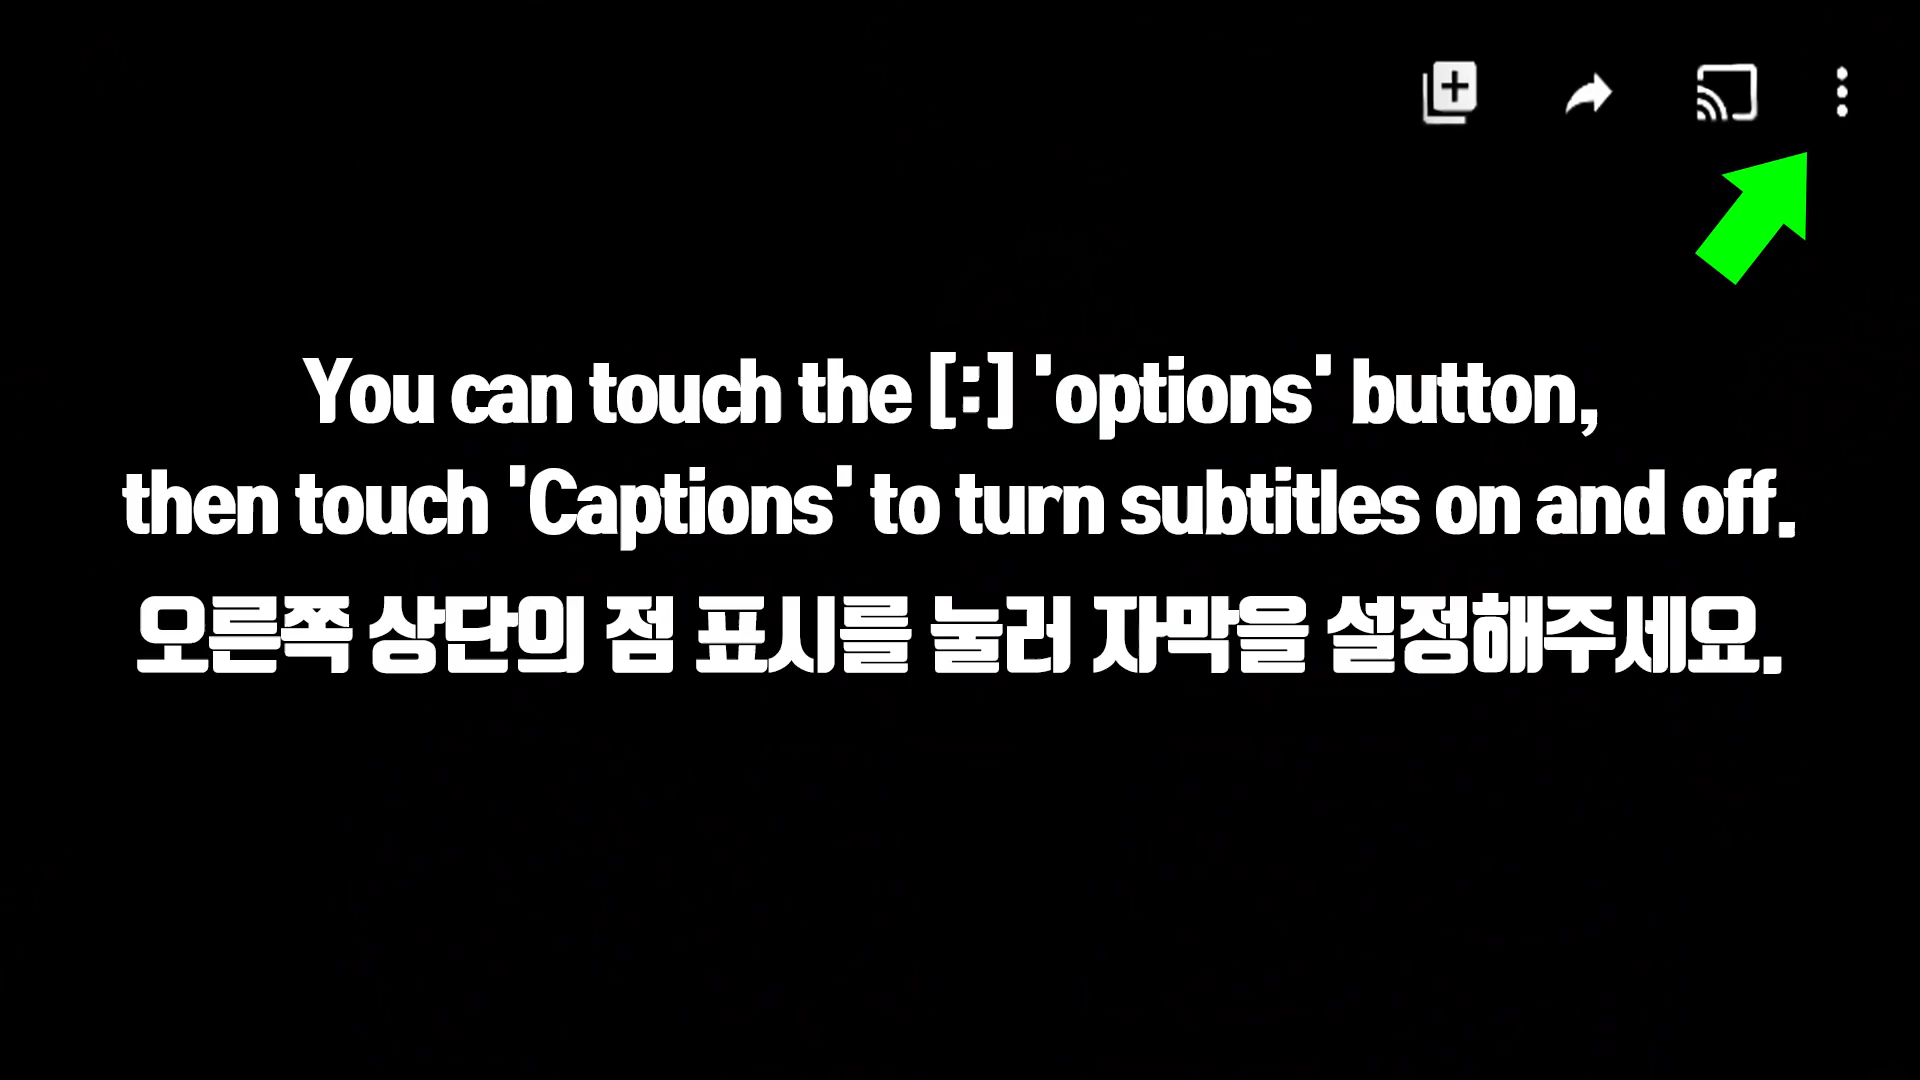 You can touch the [:] 'options' button,
then touch 'Captions' to turn subtitles on and off.
오른쪽 상단의 점 표시를 눌러 자막을 설정해주세요.